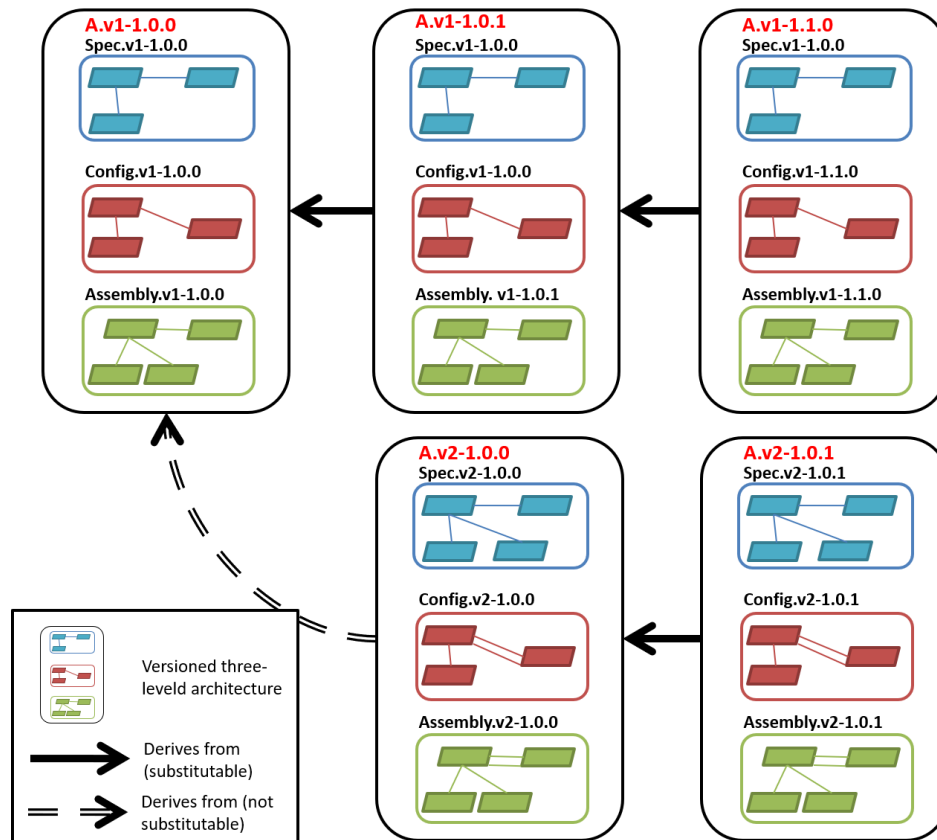 A.v1-1.0.0
Spec.v1-1.0.0
Config.v1-1.0.0
Assembly.v1-1.0.0
A.v1-1.0.1
Spec.v1-1.0.0
Config.v1-1.0.0
Assembly. v1-1.0.1
A.v1-1.1.0
Spec.v1-1.0.0
Config.v1-1.1.0
Assembly.v1-1.1.0
A.v2-1.0.0
Spec.v2-1.0.0
Config.v2-1.0.0
Assembly.v2-1.0.0
A.v2-1.0.1
Spec.v2-1.0.1
Config.v2-1.0.1
Assembly.v2-1.0.1
Versioned three-
leveld architecture
Derives from
(substitutable)
Derives from (not
substitutable)